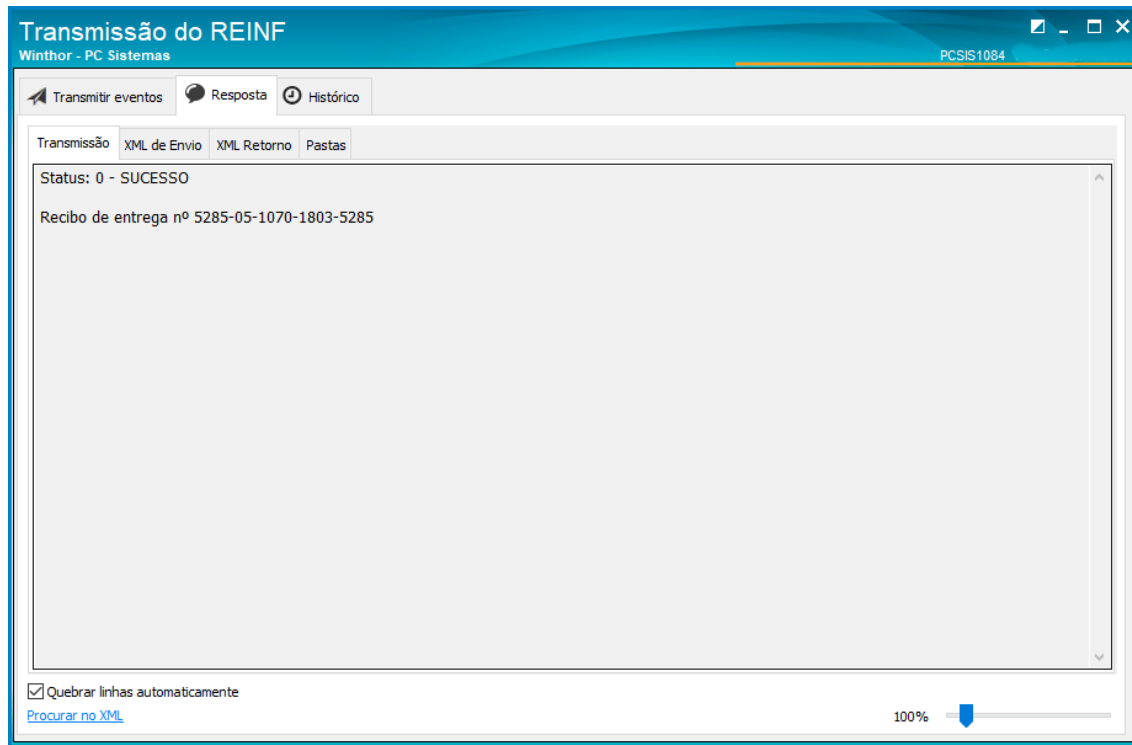 Transmissão do REINF
Winthor - PC Sistemas
PCSIS1084
Transmitir eventos Resposta Histórico
Transmissão XML de Envio XML Retorno Pastas
Status: 0 - SUCESSO
Recibo de entrega nº 5285-05-1070-1803-5285
Quebrar linhas automaticamente
Procurar no XML
100%